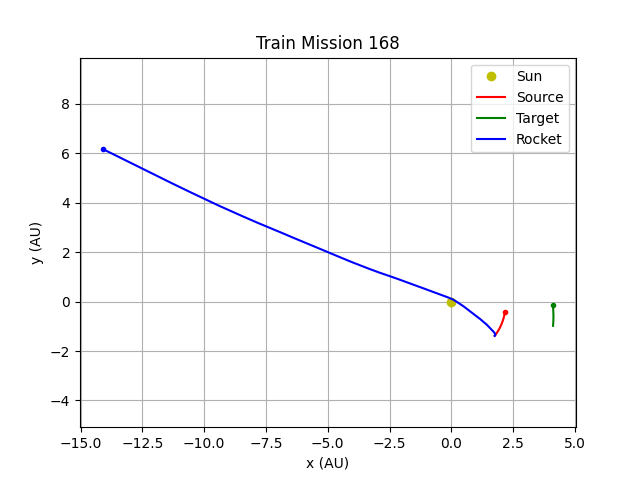 Train Mission 168
Sun
Source
Target
Rocket
y (AU)
8
6
4
2
0
−2
−4
−15.0 −12.5 −10.0 −7.5 −5.0 −2.5 0.0 2.5 5.0
x (AU)